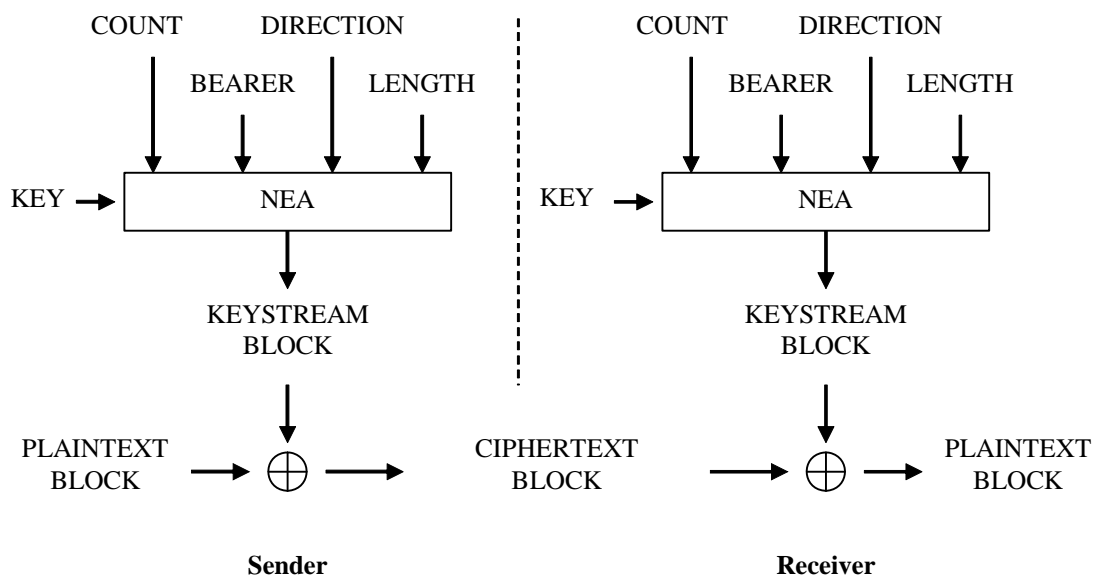 COUNT DIRECTION COUNT DIRECTION
BEARER LENGTH BEARER LENGTH
KEY NEA KEY NEA
KEYSTREAM KEYSTREAM
BLOCK BLOCK
PLAINTEXT CIPHERTEXT PLAINTEXT
BLOCK BLOCK BLOCK
Sender Receiver